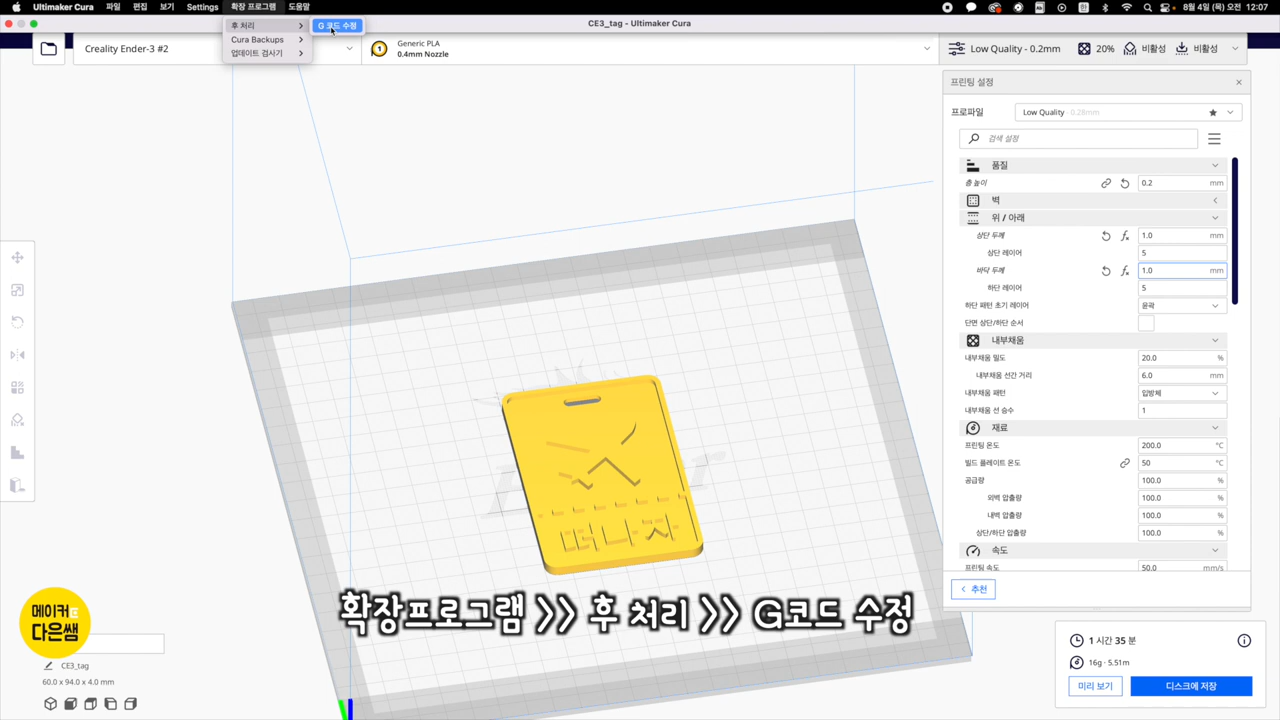 Ultimaker Cura 파일 편집 보기 Settings 확장 프로그램 도움말
8월 4일 (목) 오전 12:07
CE3_tag - Ultimaker Cura
후 처리
G 코드 수정
Cura Backups
업데이트 검사기
Creality Ender-3 #2
1
Generic PLA
0.4mm Nozzle
Low Quality - 0.2mm
20%
비활성
비활성
프린팅 설정
프로파일
Low Quality - 0.28mm
검색 설정
품질
층 높이 0.2 mm
벽
위 / 아래
상단 두께 1.0 mm
상단 레이어 5
바닥 두께 1.0 mm
하단 레이어 5
하단 패턴 초기 레이어 윤곽
단면 상단/하단 순서
내부채움
내부채움 밀도 20.0 %
내부채움 선간 거리 6.0 mm
내부채움 패턴 입방체
내부채움 선 승수 1
재료
프린팅 온도 200.0 °C
빌드 플레이트 온도 50 °C
공급량 100.0 %
외벽 압출량 100.0 %
내벽 압출량 100.0 %
상단/하단 압출량 100.0 %
속도
프린팅 속도 50.0 mm/s
추천
확장프로그램 >> 후 처리 >> G코드 수정
메이커
다은쌤
CE3_tag
60.0 x 94.0 x 4.0 mm
1 시간 35 분
16g · 5.51m
미리 보기
디스크에 저장